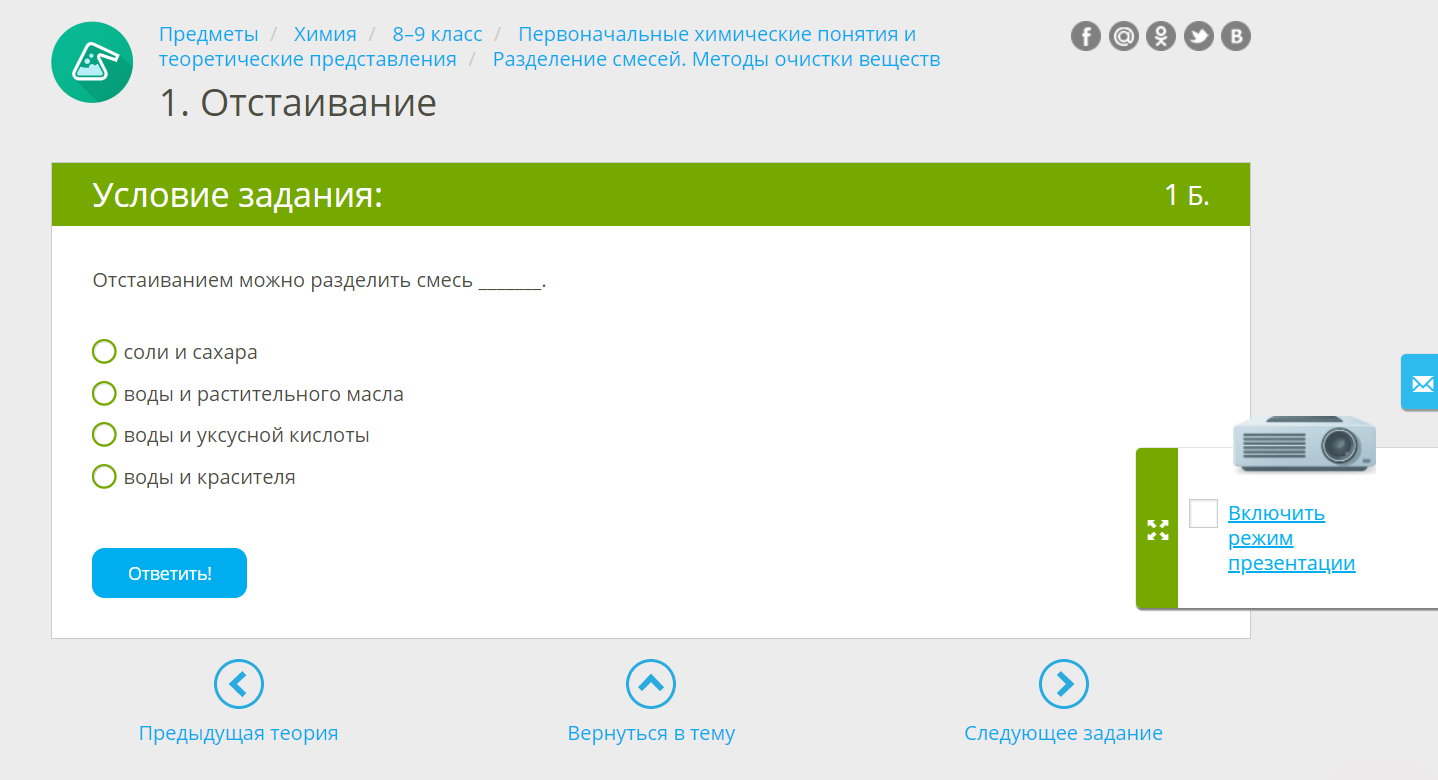 Предметы / Химия / 8–9 класс / Первоначальные химические понятия и
теоретические представления / Разделение смесей. Методы очистки веществ
1. Отстаивание
Условие задания:
1 Б.
Отстаиванием можно разделить смесь _______.
соли и сахара
воды и растительного масла
воды и уксусной кислоты
воды и красителя
Ответить!
Включить
режим
презентации
Предыдущая теория
Вернуться в тему
Следующее задание